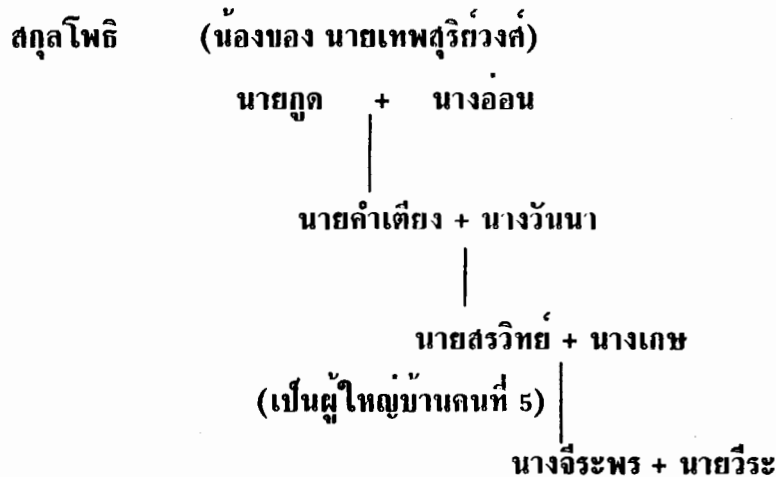 สกุลโพธิ (น้องของ นายเทพสุริย์วงศ์)
นายกูด + นางอ่อน
นายคำเตียง + นางวันนา
นายสรวิทย์ + นางเกษ
(เป็นผู้ใหญ่บ้านคนที่ 5)
นางจีระพร + นายวีระ